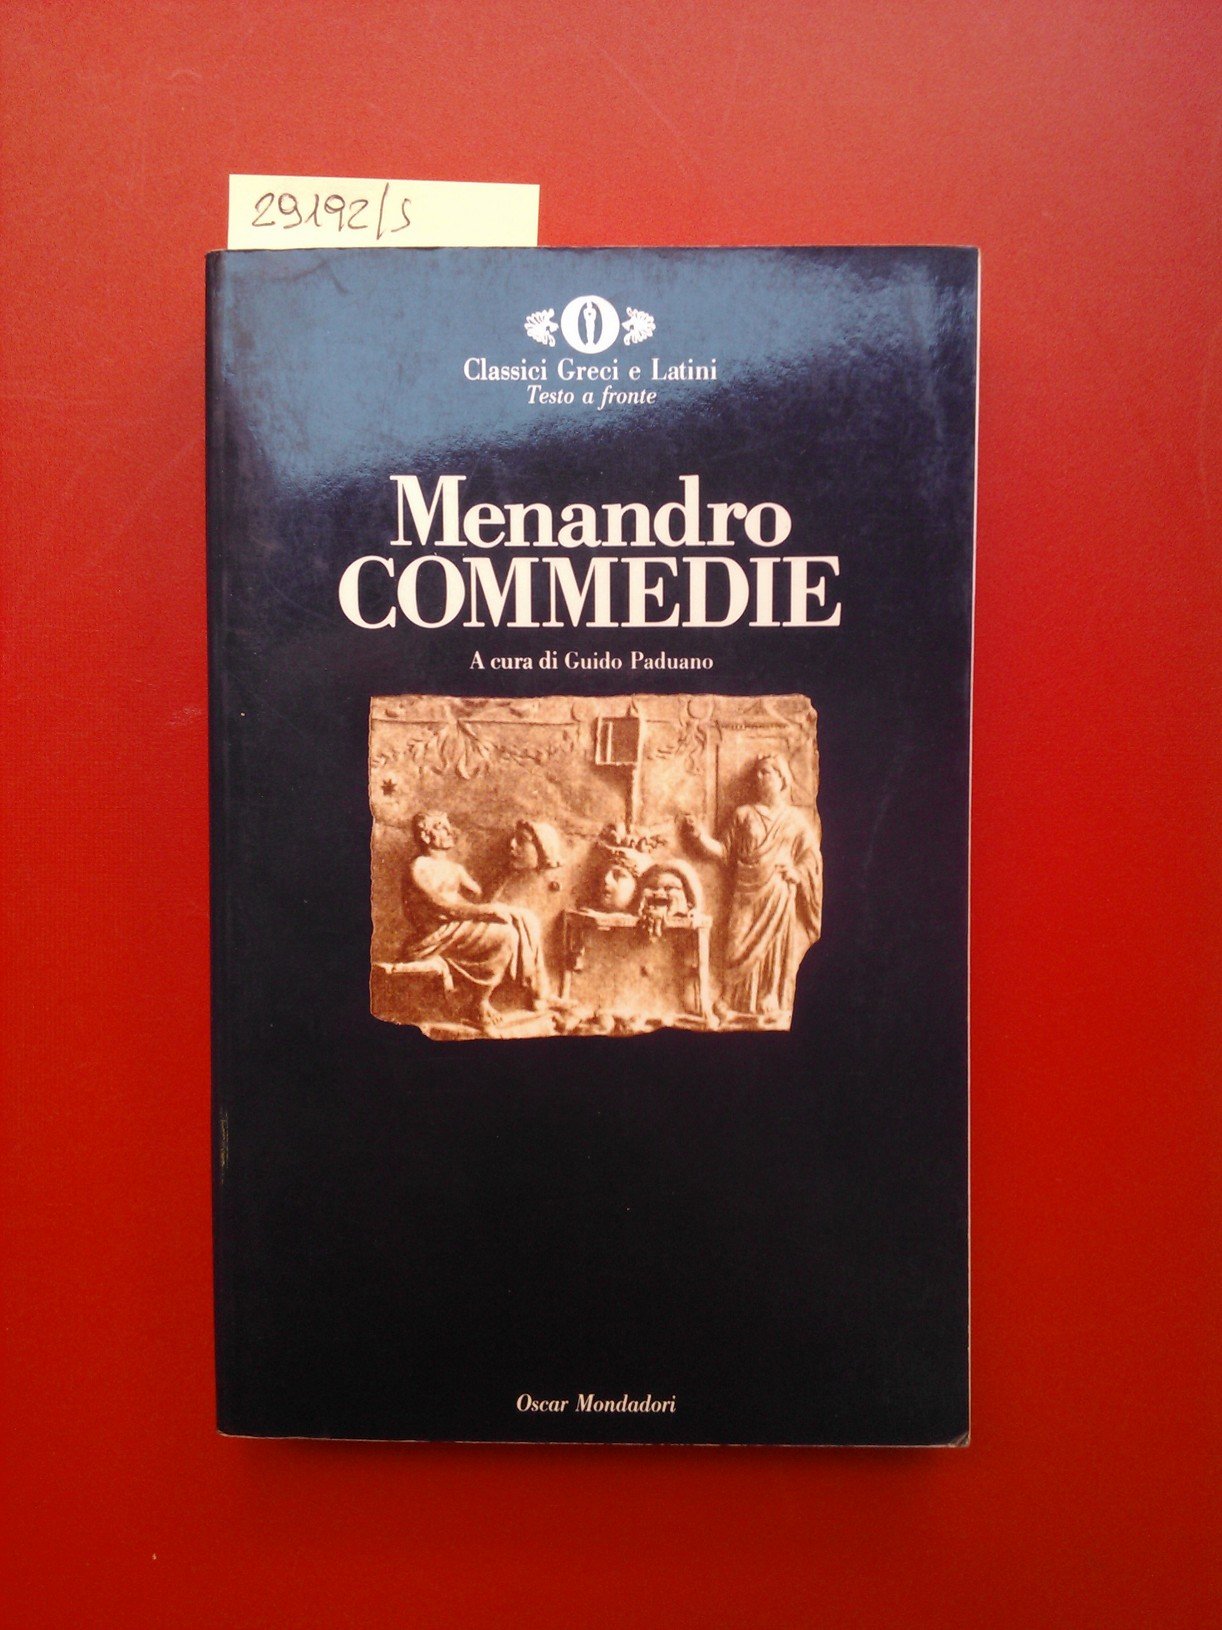 29192/s
Classici Greci e Latini
Testo a fronte
Menandro
COMMEDIE
A cura di Guido Paduano
Oscar Mondadori